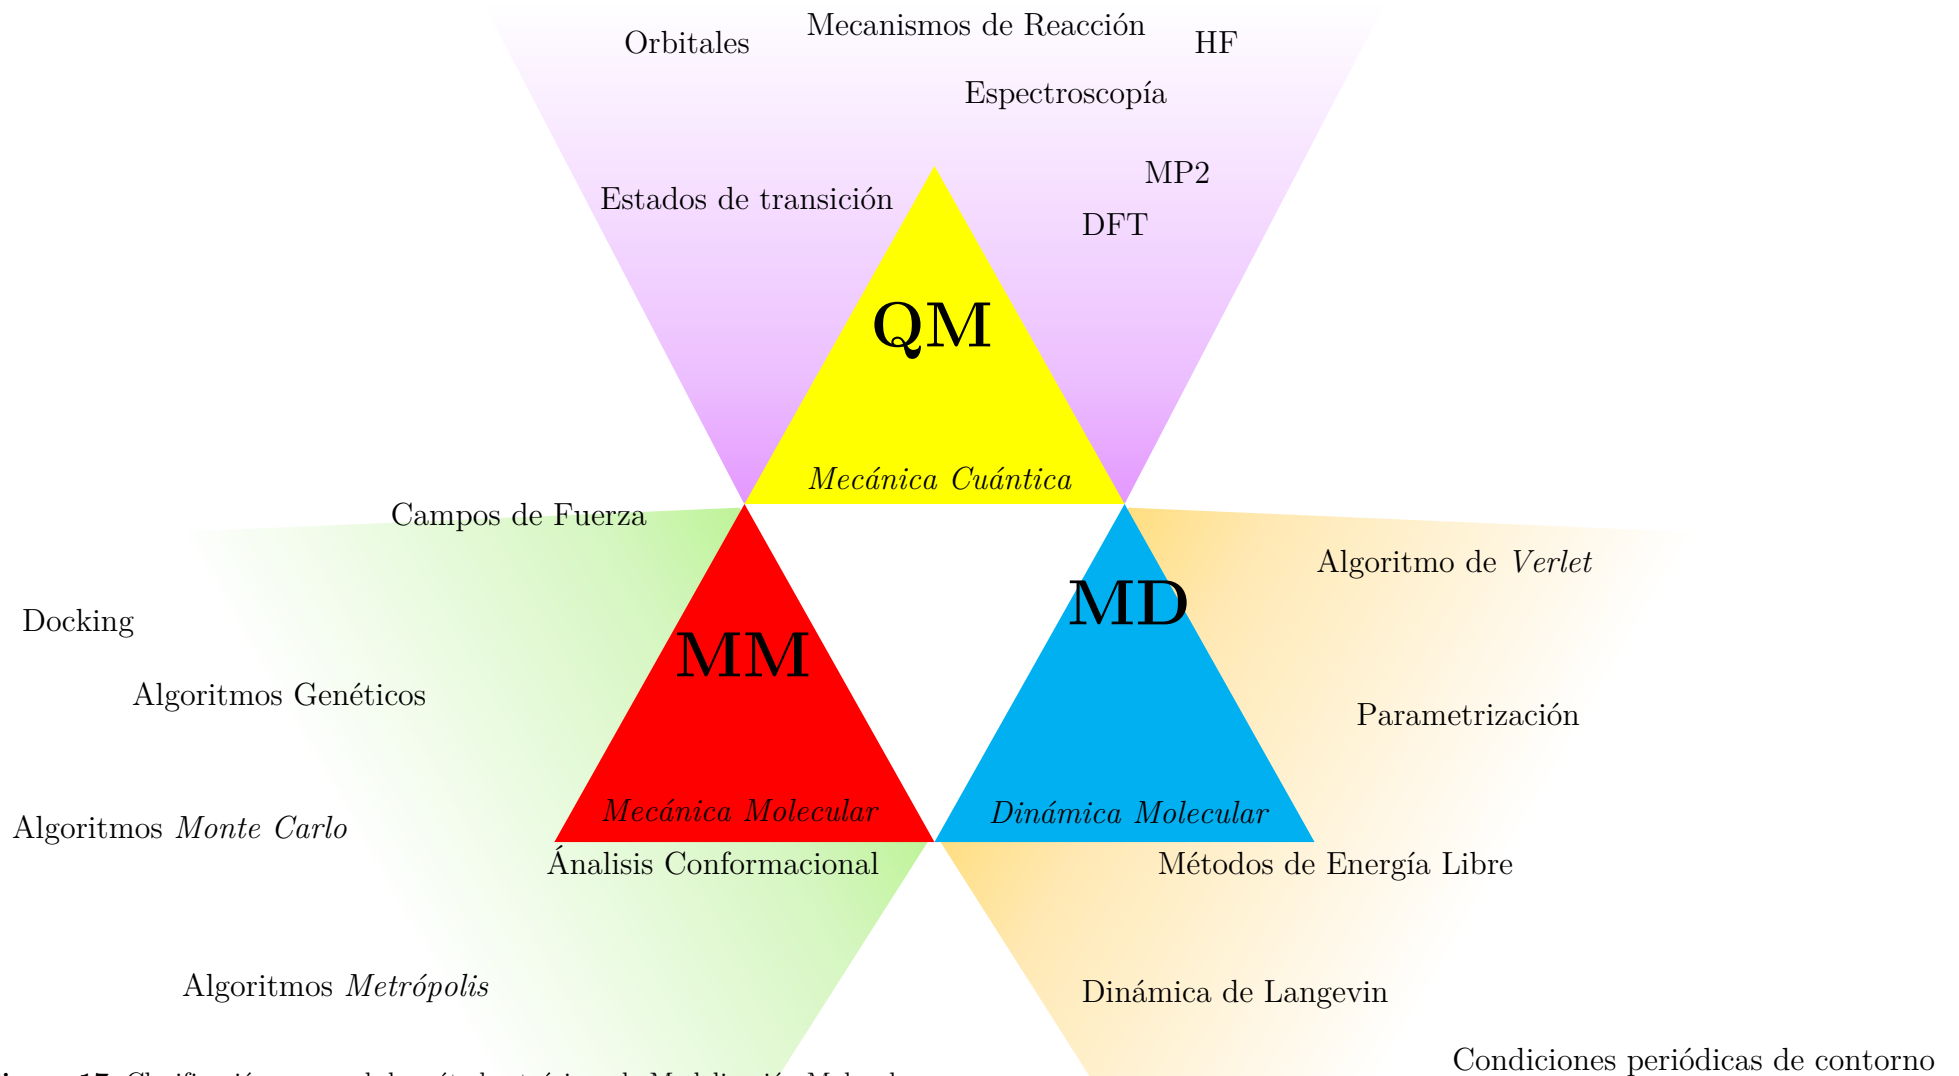 Mecanismos de Reacción
Orbitales
HF
Espectroscopía
MP2
Estados de transición
DFT
QM
Mecánica Cuántica
Campos de Fuerza
Algoritmo de Verlet
MD
Docking
MM
Algoritmos Genéticos
Parametrización
Mecánica Molecular
Dinámica Molecular
Algoritmos Monte Carlo
Ánalisis Conformacional
Métodos de Energía Libre
Algoritmos Metrópolis
Dinámica de Langevin
Condiciones periódicas de contorno
17